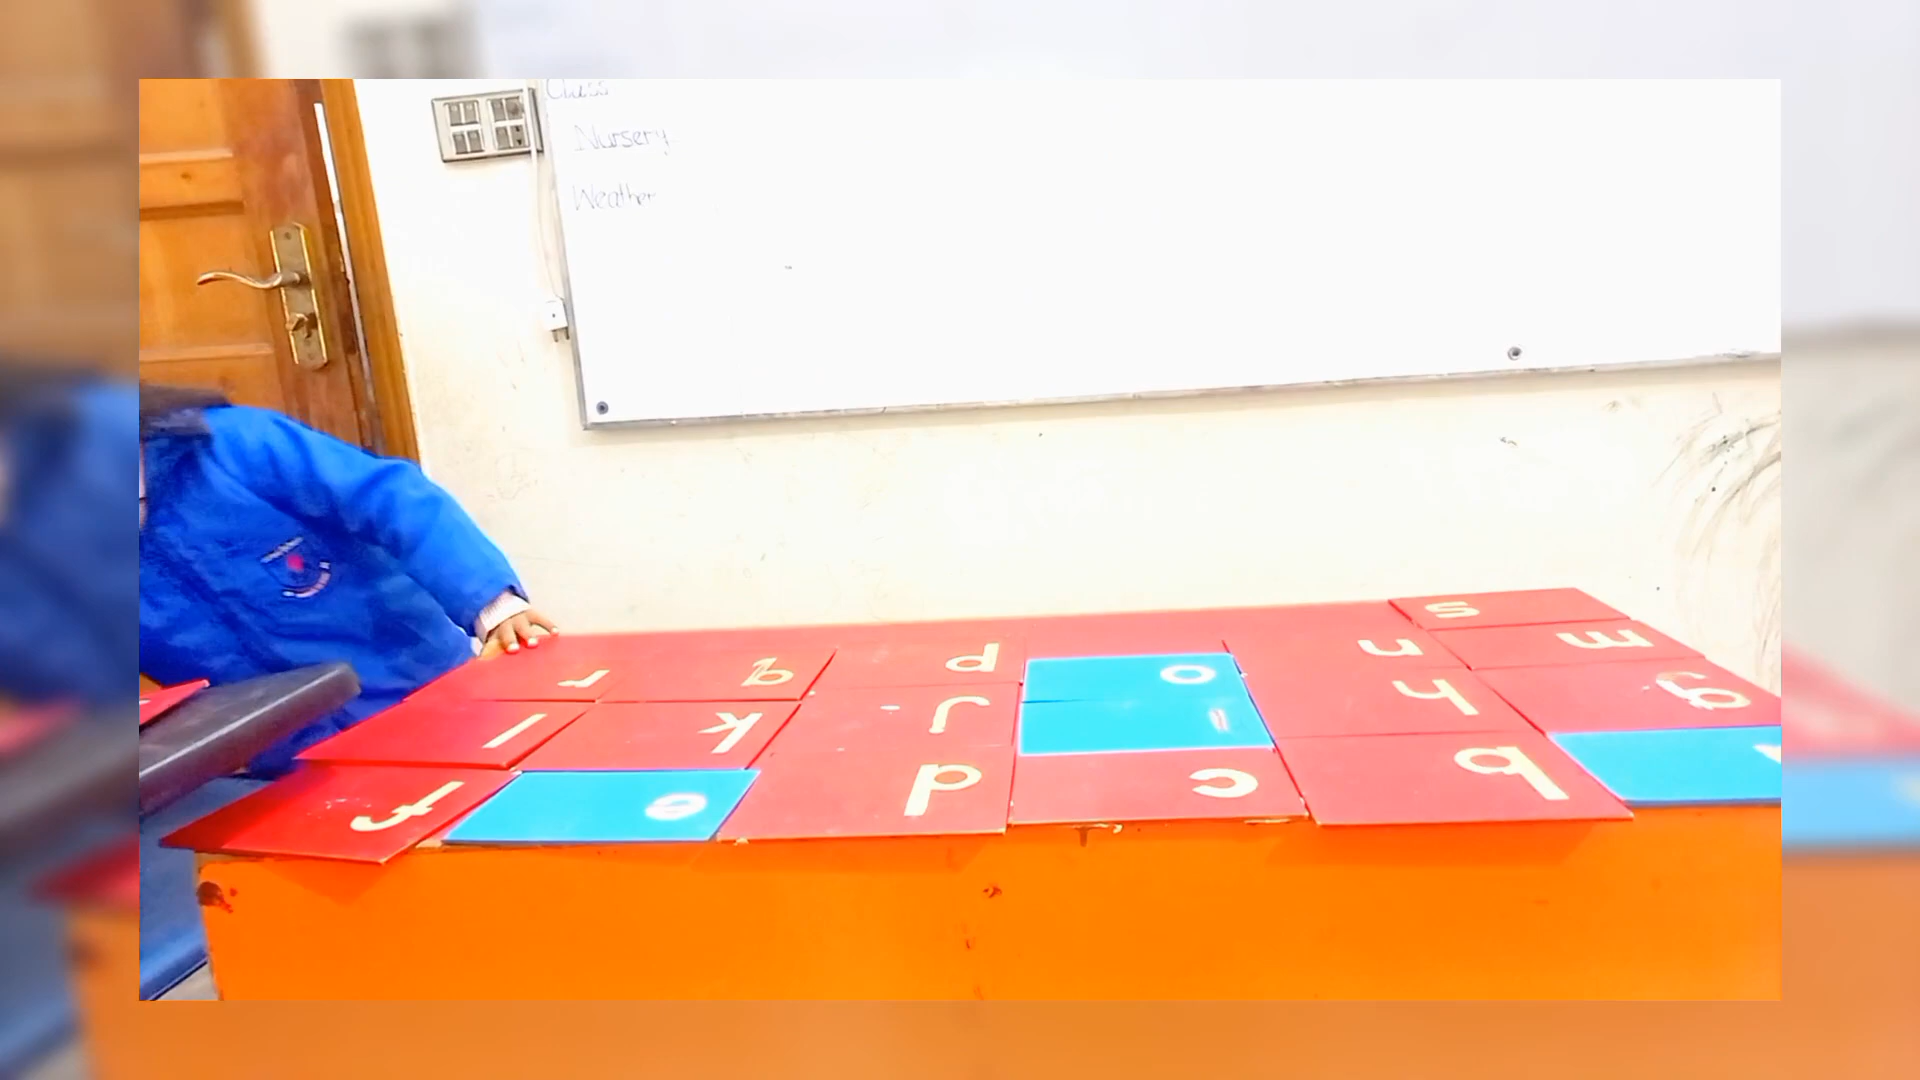 Class
Nursery
Weather
b c d e f
g h i j k l
m n o p q r
s